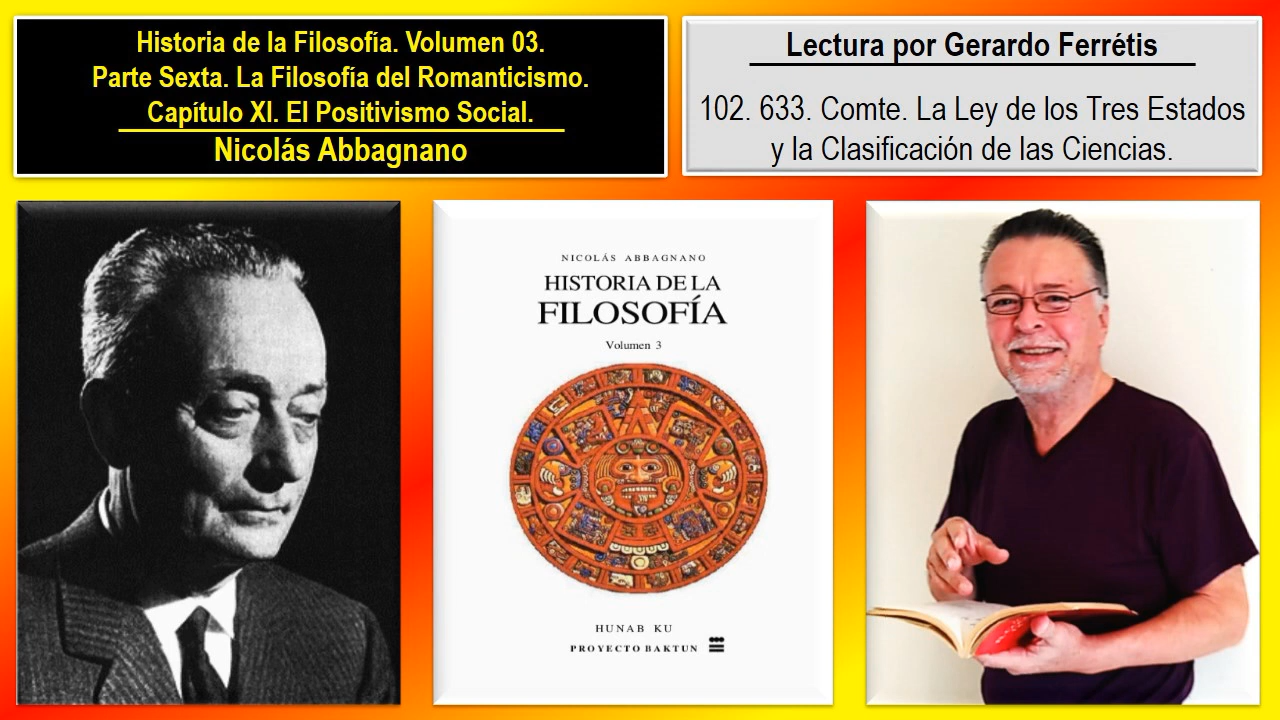 Historia de la Filosofía. Volumen 03.
Parte Sexta. La Filosofía del Romanticismo.
Capítulo XI. El Positivismo Social.
Nicolás Abbagnano
Lectura por Gerardo Ferrétis
102. 633. Comte. La Ley de los Tres Estados
y la Clasificación de las Ciencias.
NICOLÁS ABBAGNANO
HISTORIA DE LA
FILOSOFÍA
Volumen 3
HUNAB KU
PROYECTO BAKTUN